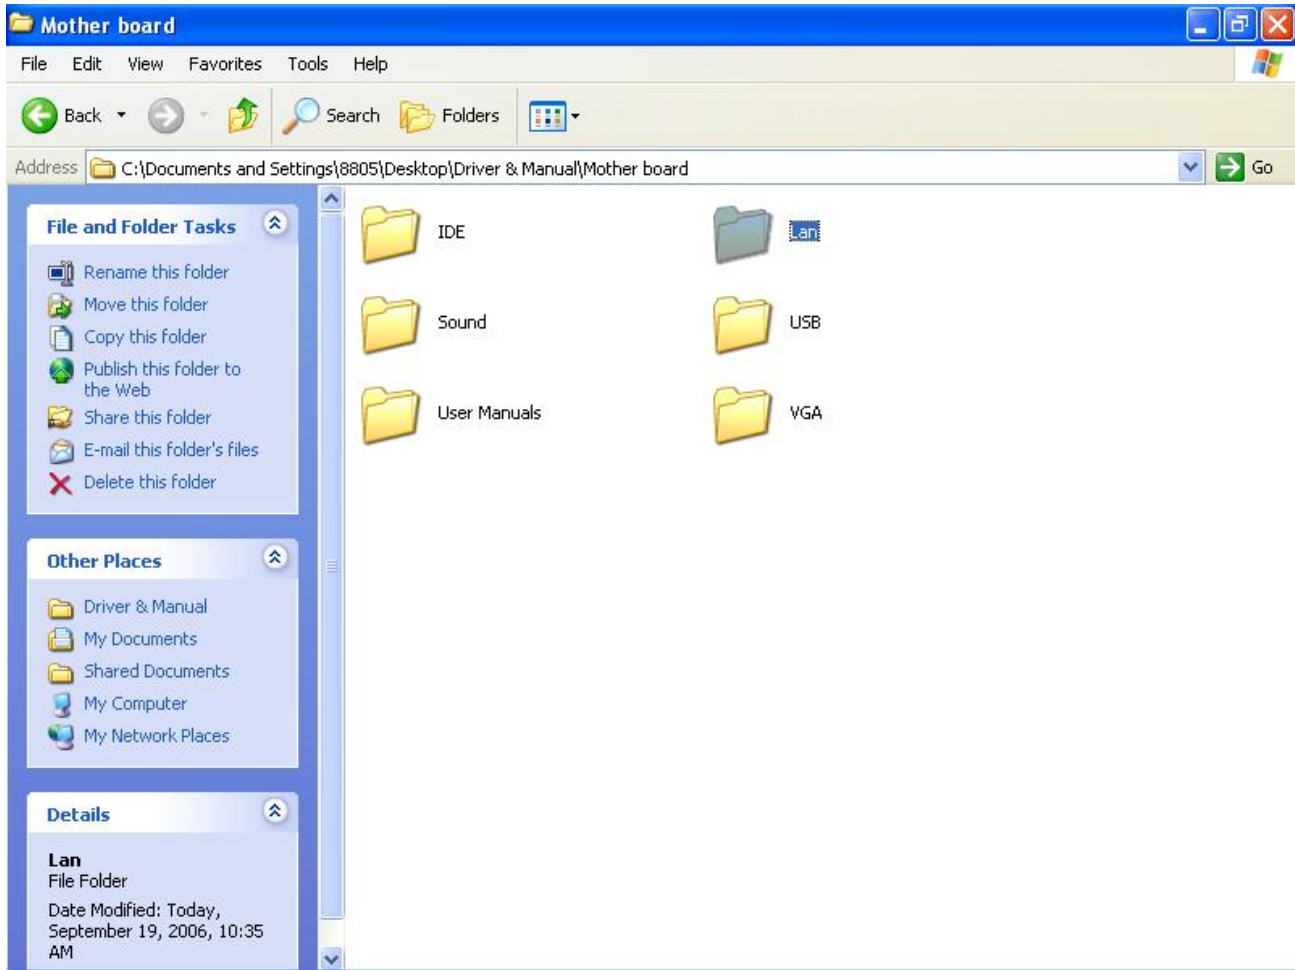 Mother board
File Edit View Favorites Tools Help
Back Search Folders
Address C:\Documents and Settings\8805\Desktop\Driver & Manual\Mother board Go
File and Folder Tasks
Rename this folder
Move this folder
Copy this folder
Publish this folder to
the Web
Share this folder
E-mail this folder's files
Delete this folder
Other Places
Driver & Manual
My Documents
Shared Documents
My Computer
My Network Places
Details
Lan
File Folder
Date Modified: Today,
September 19, 2006, 10:35
AM
IDE Lan
Sound USB
User Manuals VGA